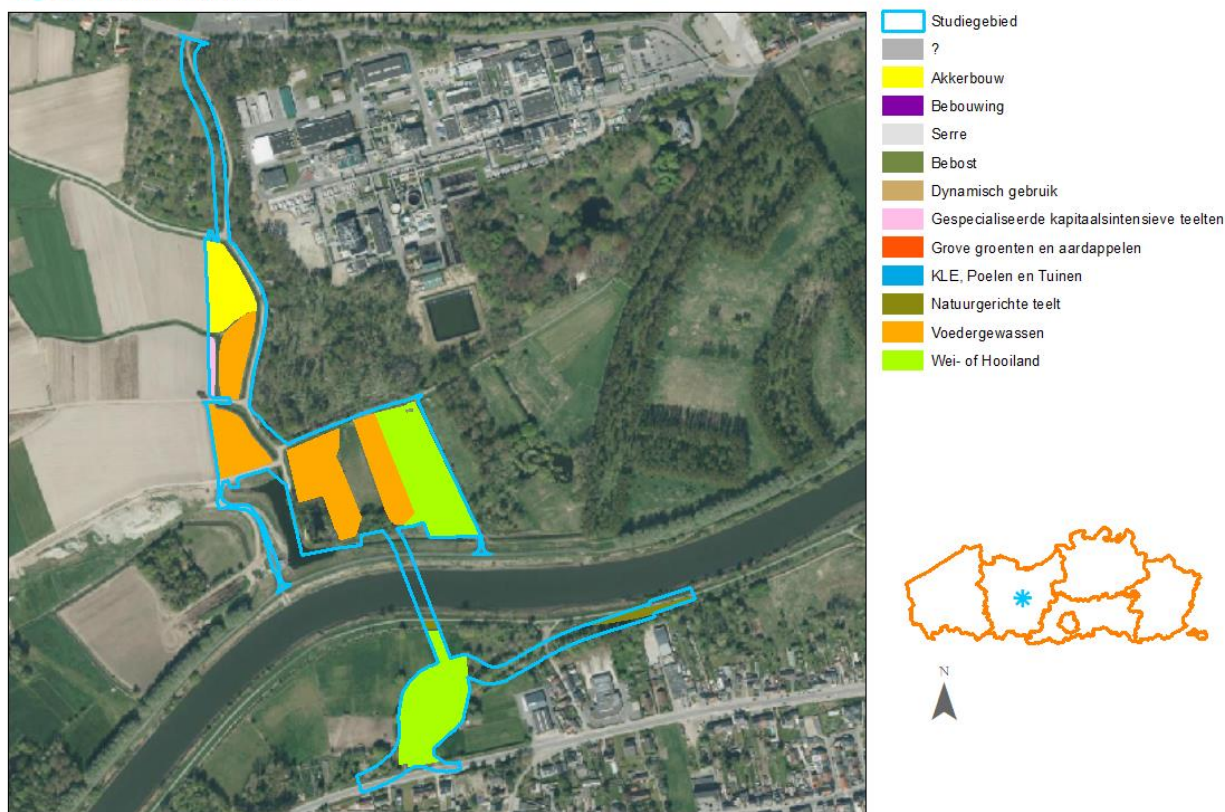 Studiegebied
?
Akkerbouw
Bebouwing
Serre
Bebost
Dynamisch gebruik
Gespecialiseerde kapitaalsintensieve teelten
Grove groenten en aardappelen
KLE, Poelen en Tuinen
Natuurgerichte teelt
Voedergewassen
Wei- of Hooiland
N